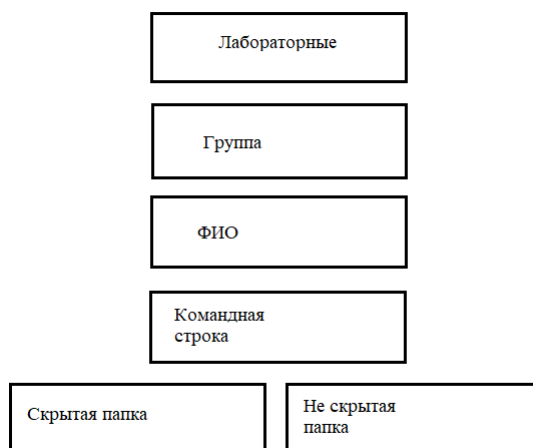 Лабораторные
Группа
ФИО
Командная
строка
Скрытая папка
Не скрытая
папка